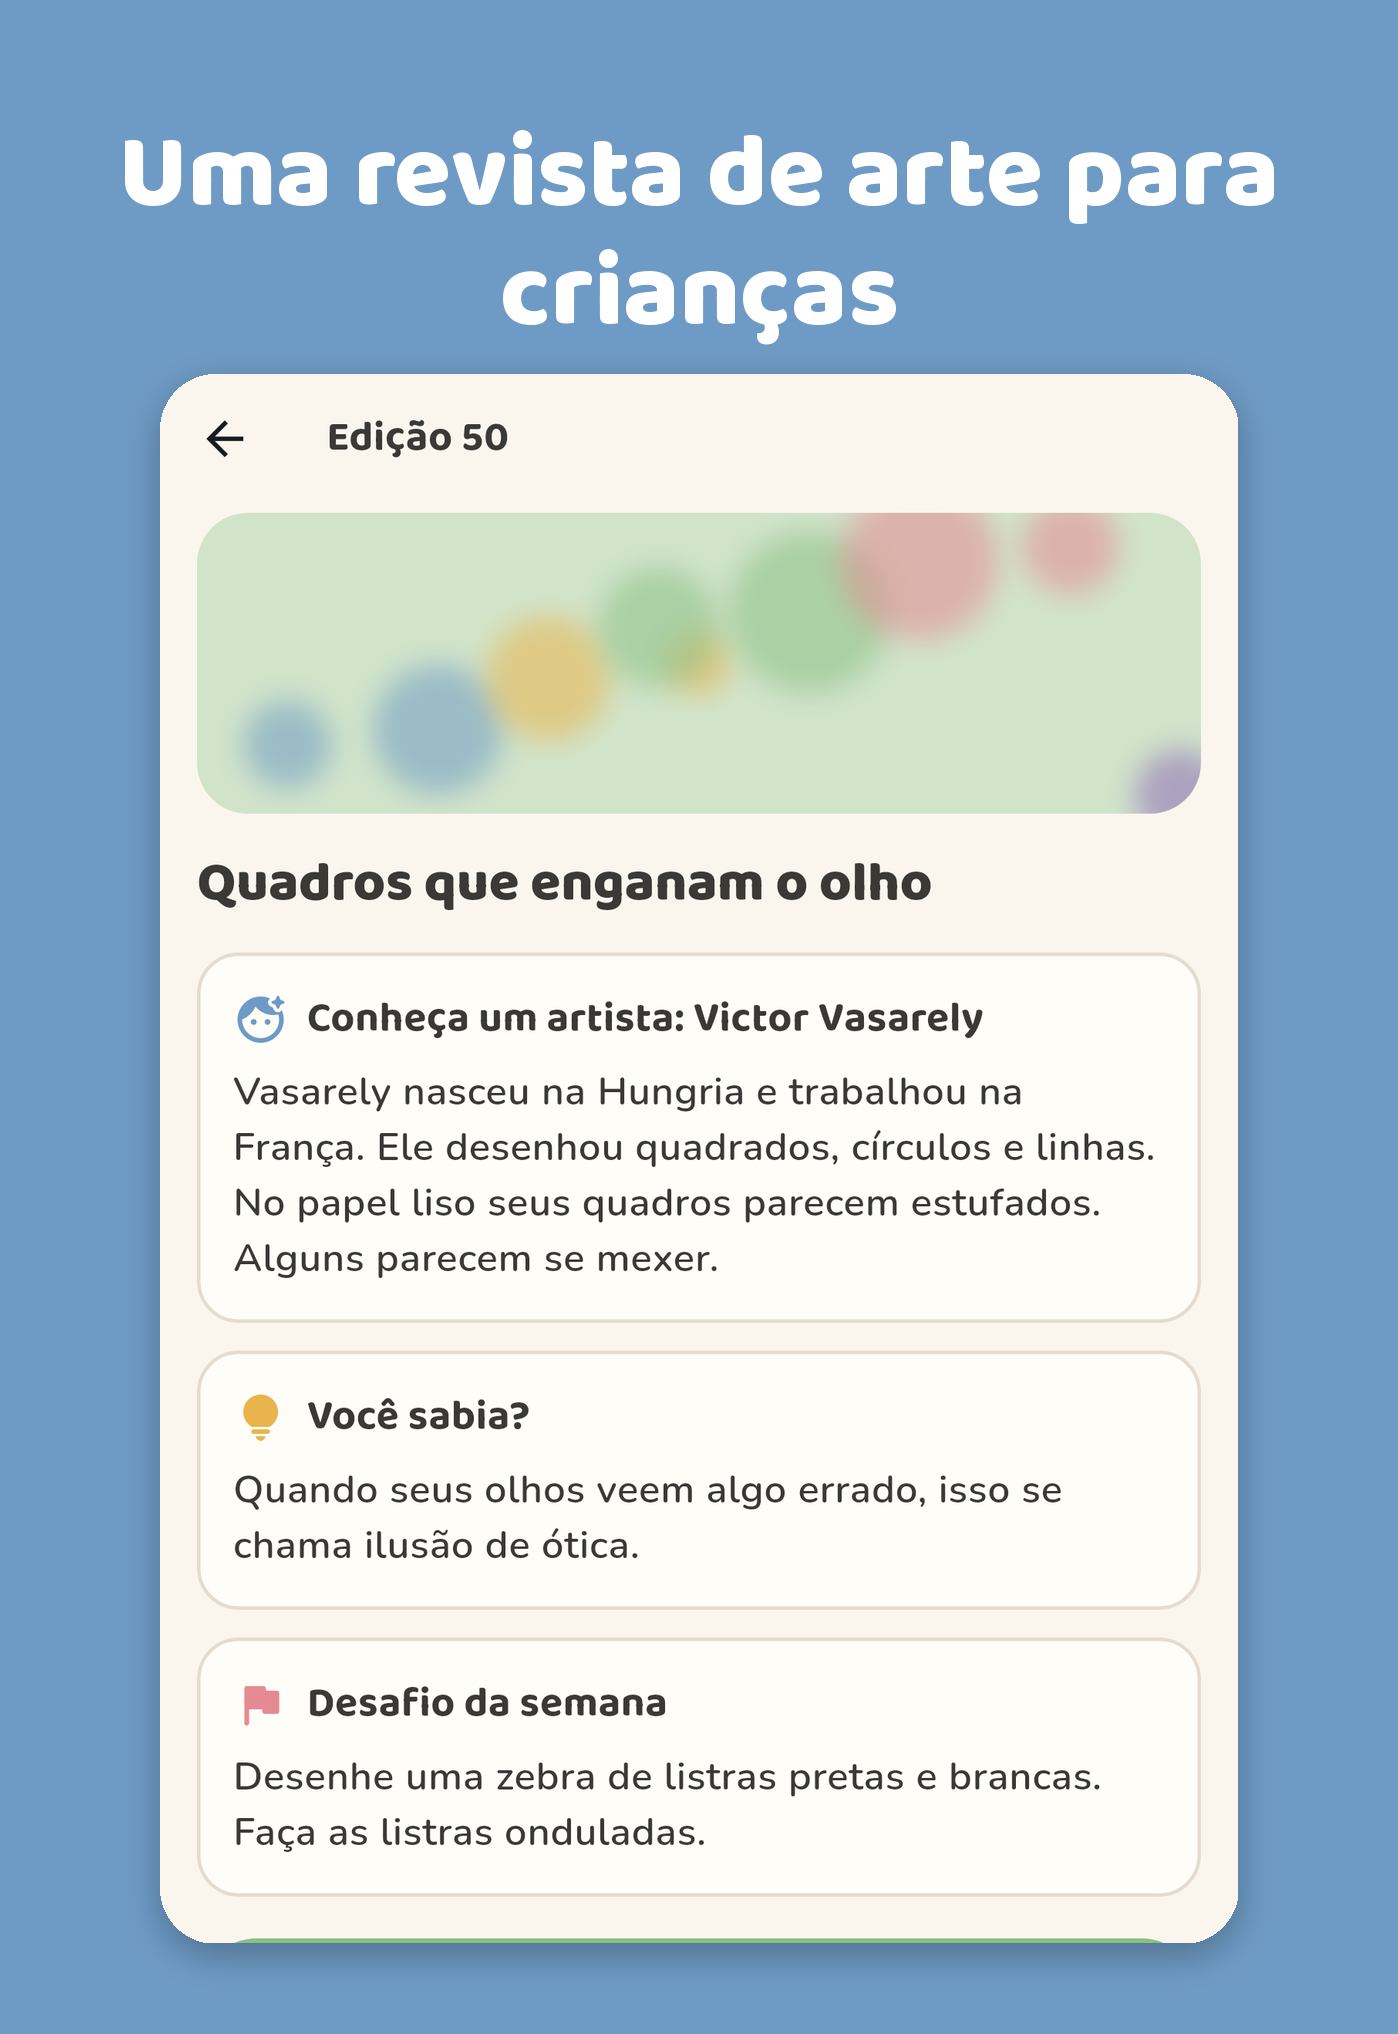 Uma revista de arte para
crianças
Edição 50
Quadros que enganam o olho
Conheça um artista: Victor Vasarely
Vasarely nasceu na Hungria e trabalhou na
França. Ele desenhou quadrados, círculos e linhas.
No papel liso seus quadros parecem estufados.
Alguns parecem se mexer.
Você sabia?
Quando seus olhos veem algo errado, isso se
chama ilusão de ótica.
Desafio da semana
Desenhe uma zebra de listras pretas e brancas.
Faça as listras onduladas.